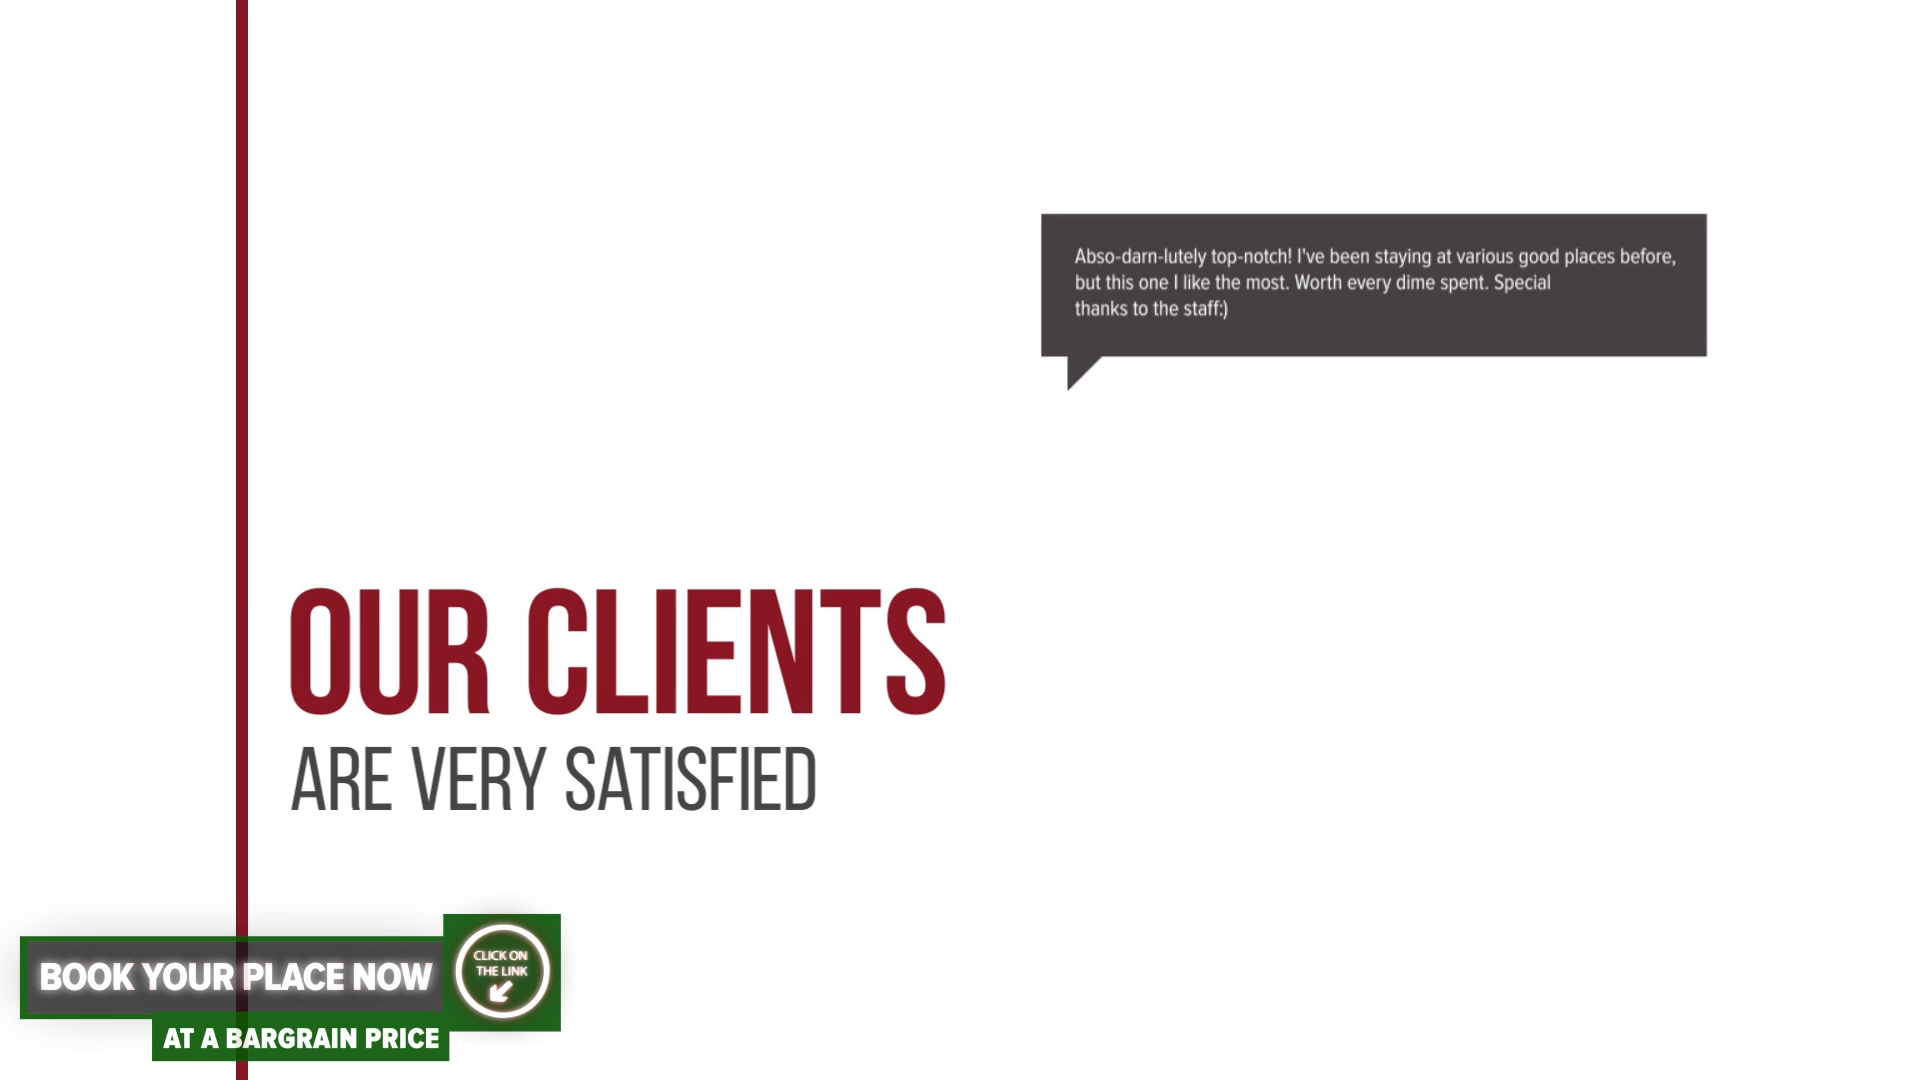 Abso-darn-lutely top-notch! I've been staying at various good places before,
but this one I like the most. Worth every dime spent. Special
thanks to the staff:)
OUR CLIENTS
ARE VERY SATISFIED
BOOK YOUR PLACE NOW
CLICK ON
THE LINK
AT A BARGRAIN PRICE